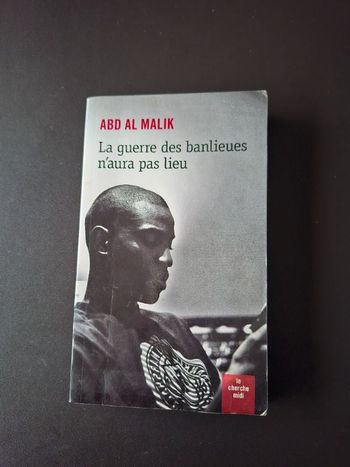 ABD AL MALIK
La guerre des banlieues
n'aura pas lieu
le
cherche
midi